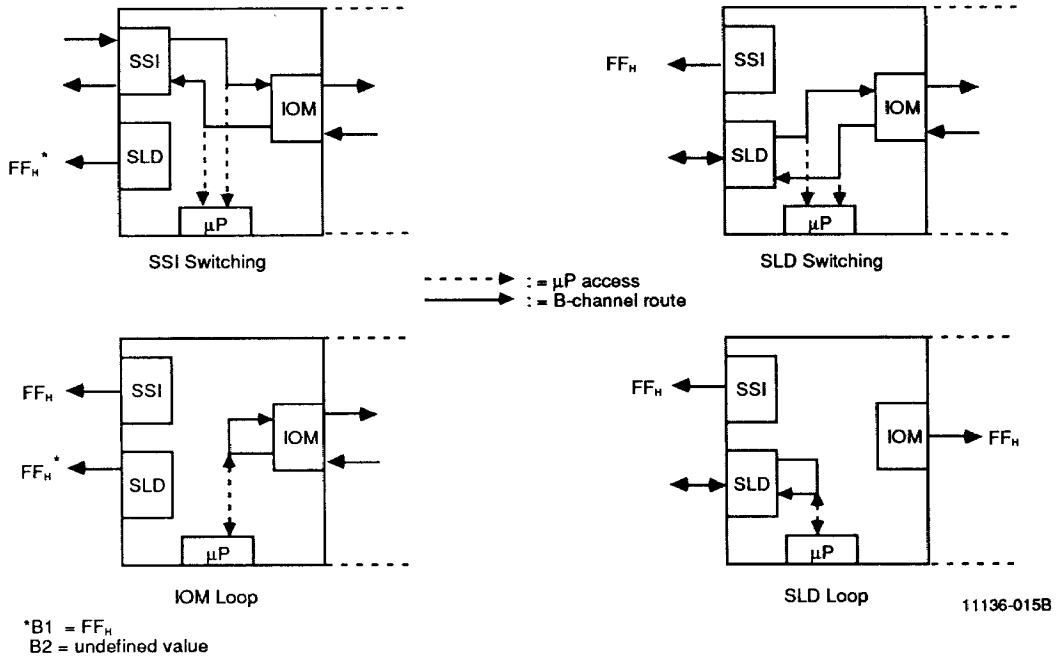 SSI
IOM
SLD
FFH*
μP
SSI Switching
FFH
SSI
IOM
SLD
μP
SLD Switching
: = μP access
: = B-channel route
FFH
SSI
IOM
FFH*
SLD
μP
IOM Loop
FFH
SSI
IOM
FFH
SLD
μP
SLD Loop
11136-015B
*B1 = FFH
B2 = undefined value